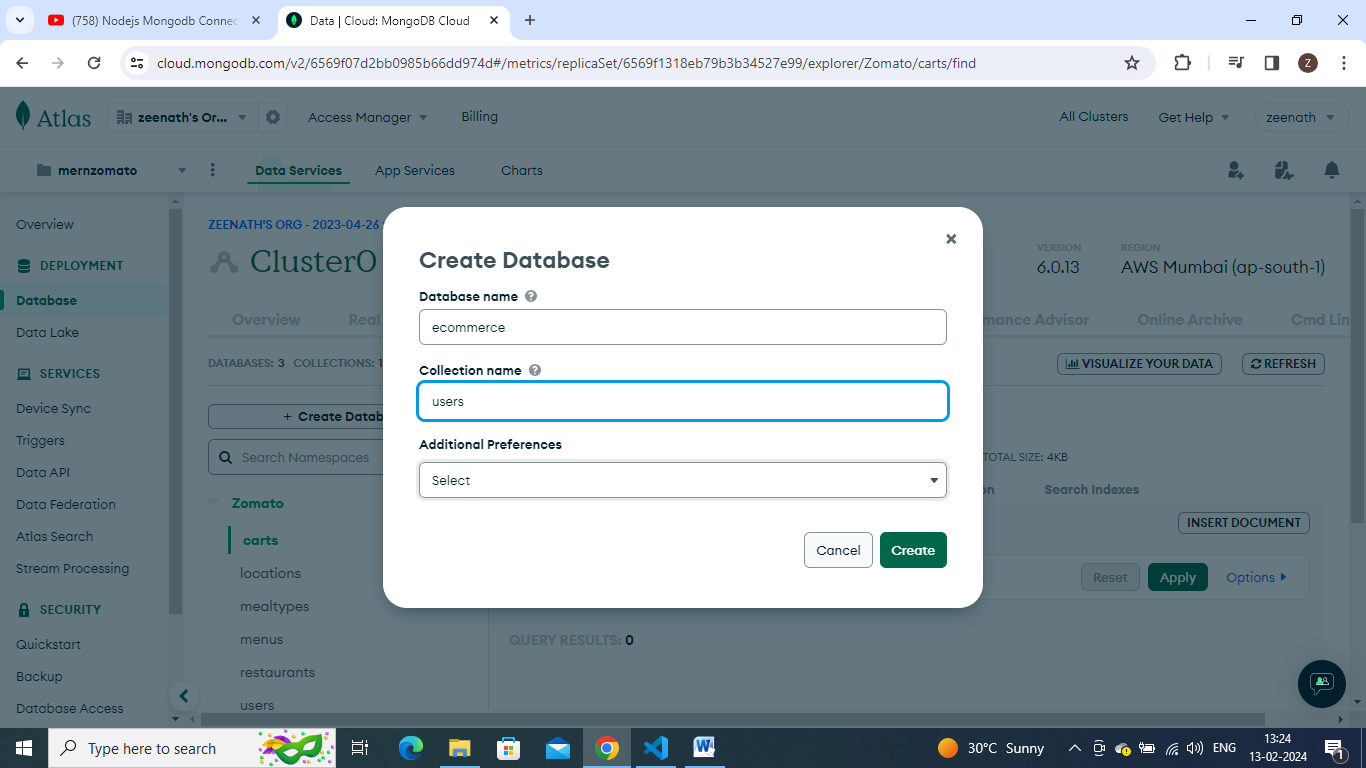 (758) Nodejs Mongodb Connec
Data | Cloud: MongoDB Cloud
cloud.mongodb.com/v2/6569f07d2bb0985b66dd974d#/metrics/replicaSet/6569f1318eb79b3b34527e99/explorer/Zomato/carts/find
Z
Atlas
zeenath's Or...
Access Manager
Billing
All Clusters
Get Help
zeenath
mernzomato
Data Services
App Services
Charts
Overview
DEPLOYMENT
Database
Data Lake
SERVICES
Device Sync
Triggers
Data API
Data Federation
Atlas Search
Stream Processing
SECURITY
Quickstart
Backup
Database Access
ZEENATH'S ORG - 2023-04-26
Cluster0
VERSION
6.0.13
REGION
AWS Mumbai (ap-south-1)
Overview
Real
mance Advisor
Online Archive
Cmd Lin
DATABASES: 3 COLLECTIONS: 1
VISUALIZE YOUR DATA
REFRESH
+ Create Datab
Search Namespaces
Zomato
carts
locations
mealtypes
menus
restaurants
users
Create Database
Database name
ecommerce
Collection name
users
Additional Preferences
Select
Cancel
Create
TOTAL SIZE: 4KB
on
Search Indexes
INSERT DOCUMENT
Reset
Apply
Options
QUERY RESULTS: 0
Type here to search
30°C Sunny
ENG
13:24
13-02-2024
1